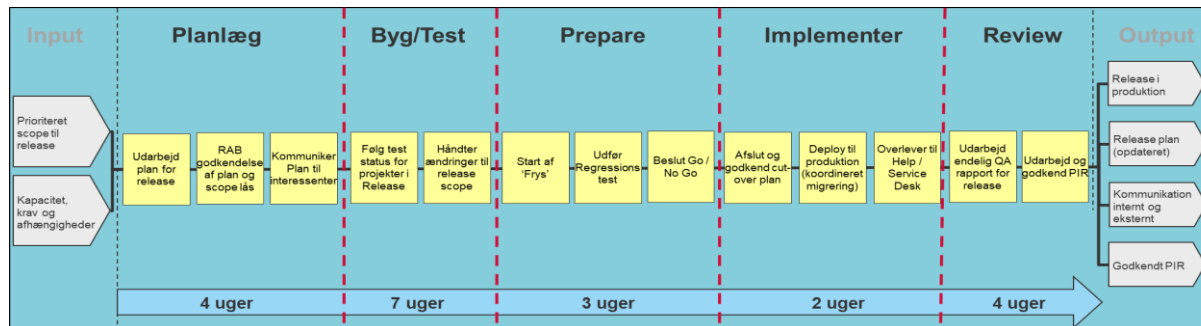 Input
Planlæg
Byg/Test
Prepare
Implementer
Review
Output
Prioriteret
scope til
release
Kapacitet,
krav og
afhængigheder
Udarbejd
plan for
release
RAB
godkendelse
af plan og
scope lås
Kommuniker
Plan til
interessenter
Følg test
status for
projekter i
Release
Håndter
ændringer til
release
scope
Start af
‘Frys’
Udfør
Regressions
test
Beslut Go /
No Go
Afslut og
godkend cut-
over plan
Deploy til
produktion
(koordineret
migrering)
Overlever til
Help /
Service
Desk
Udarbejd
endelig QA
rapport for
release
Udarbejd og
godkend PIR
Release i
produktion
Release plan
(opdateret)
Kommunikation
internt og
eksternt
Godkendt PIR
4 uger
7 uger
3 uger
2 uger
4 uger